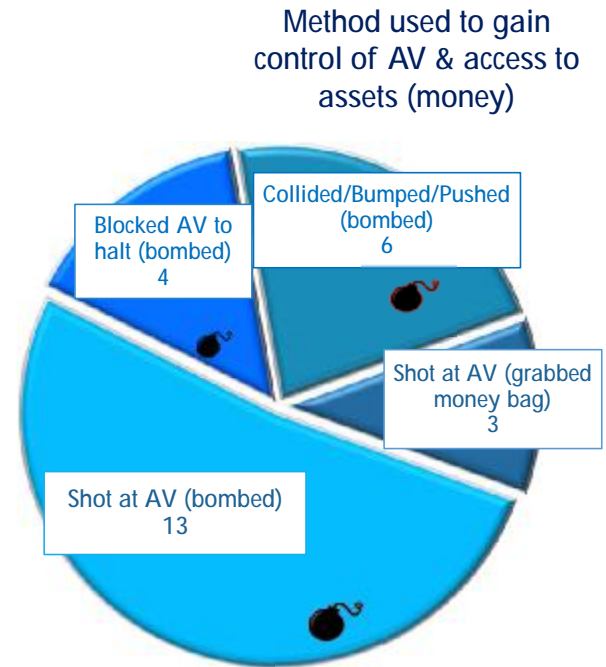 Method used to gain
control of AV & access to
assets (money)
Collided/Bumped/Pushed
(bombed)
6
Blocked AV to
halt (bombed)
4
Shot at AV (grabbed
money bag)
3
Shot at AV (bombed)
13